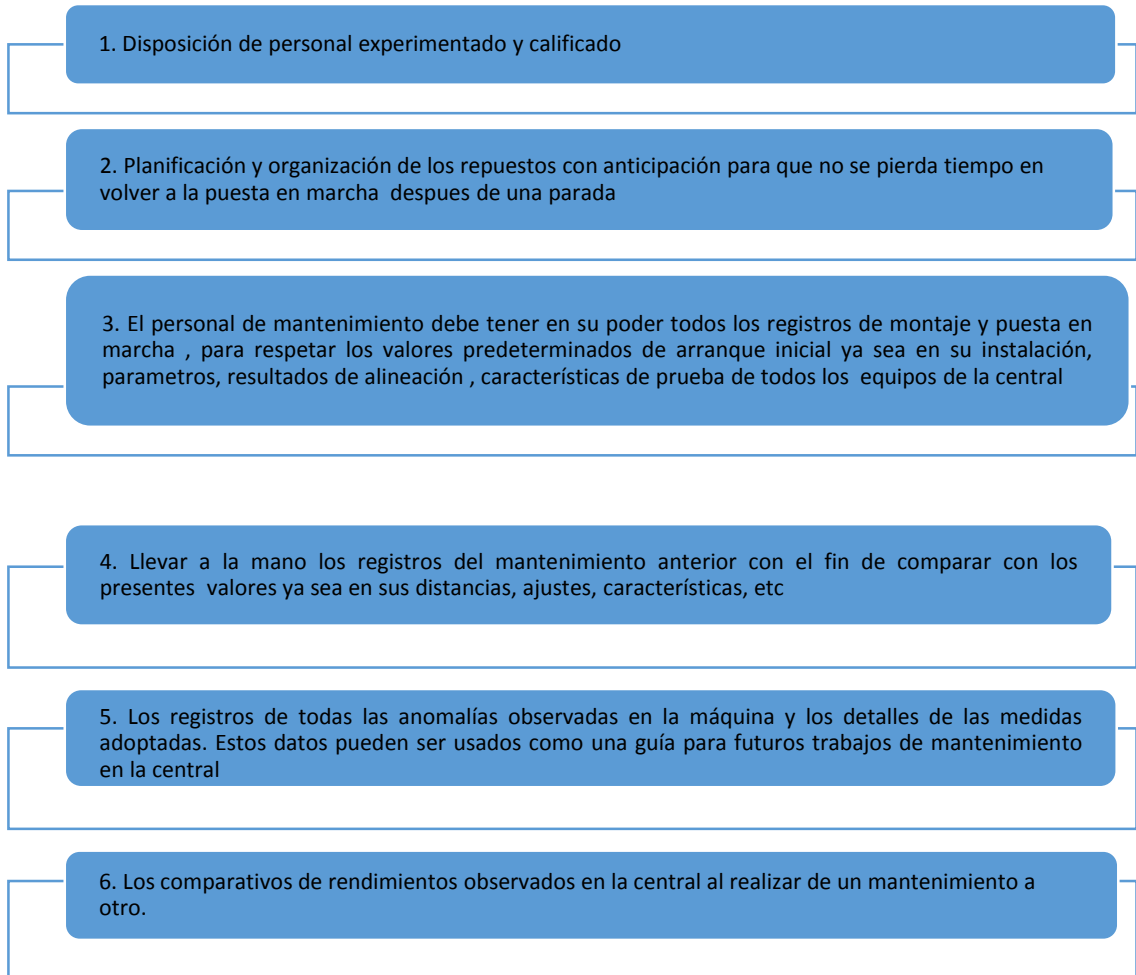 1. Disposición de personal experimentado y calificado
2. Planificación y organización de los repuestos con anticipación para que no se pierda tiempo en
volver a la puesta en marcha despues de una parada
3. El personal de mantenimiento debe tener en su poder todos los registros de montaje y puesta en
marcha , para respetar los valores predeterminados de arranque inicial ya sea en su instalación,
parametros, resultados de alineación , características de prueba de todos los equipos de la central
4. Llevar a la mano los registros del mantenimiento anterior con el fin de comparar con los
presentes valores ya sea en sus distancias, ajustes, características, etc
5. Los registros de todas las anomalías observadas en la máquina y los detalles de las medidas
adoptadas. Estos datos pueden ser usados como una guía para futuros trabajos de mantenimiento
en la central
6. Los comparativos de rendimientos observados en la central al realizar de un mantenimiento a
otro.